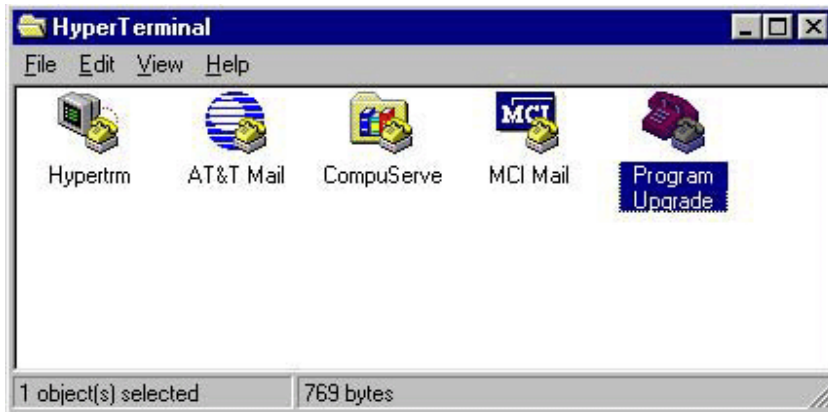 HyperTerminal
File Edit View Help
MCI
Hypertrm AT&T Mail CompuServe MCI Mail Program
Upgrade
1 object(s) selected 769 bytes